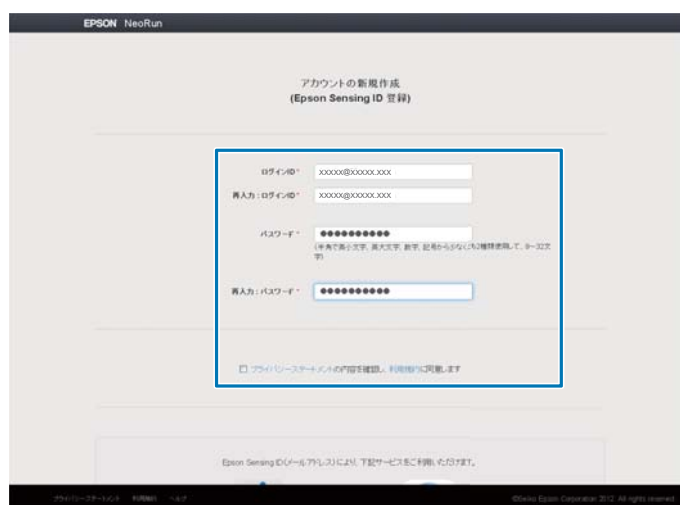 EPSON NeoRun
アカウントの新規作成
(Epson Sensing ID 登録)
ログインID*
xxxxx@xxxxx.xxx
再入力:ログインID*
xxxxx@xxxxx.xxx
パスワード*
●●●●●●●●●●
(半角で英小文字, 英大文字, 数字, 記号から少なくとも2種類使用して、8~32文
字)
再入力:パスワード*
●●●●●●●●●●
プライバシーステートメントの内容を確認し、利用規約に同意します
Epson Sensing ID(メールアドレス)により、下記サービスをご利用いただけます。
プライバシーステートメント 利用規約 ヘルプ
©Seiko Epson Corporation 2012. All rights reserved.